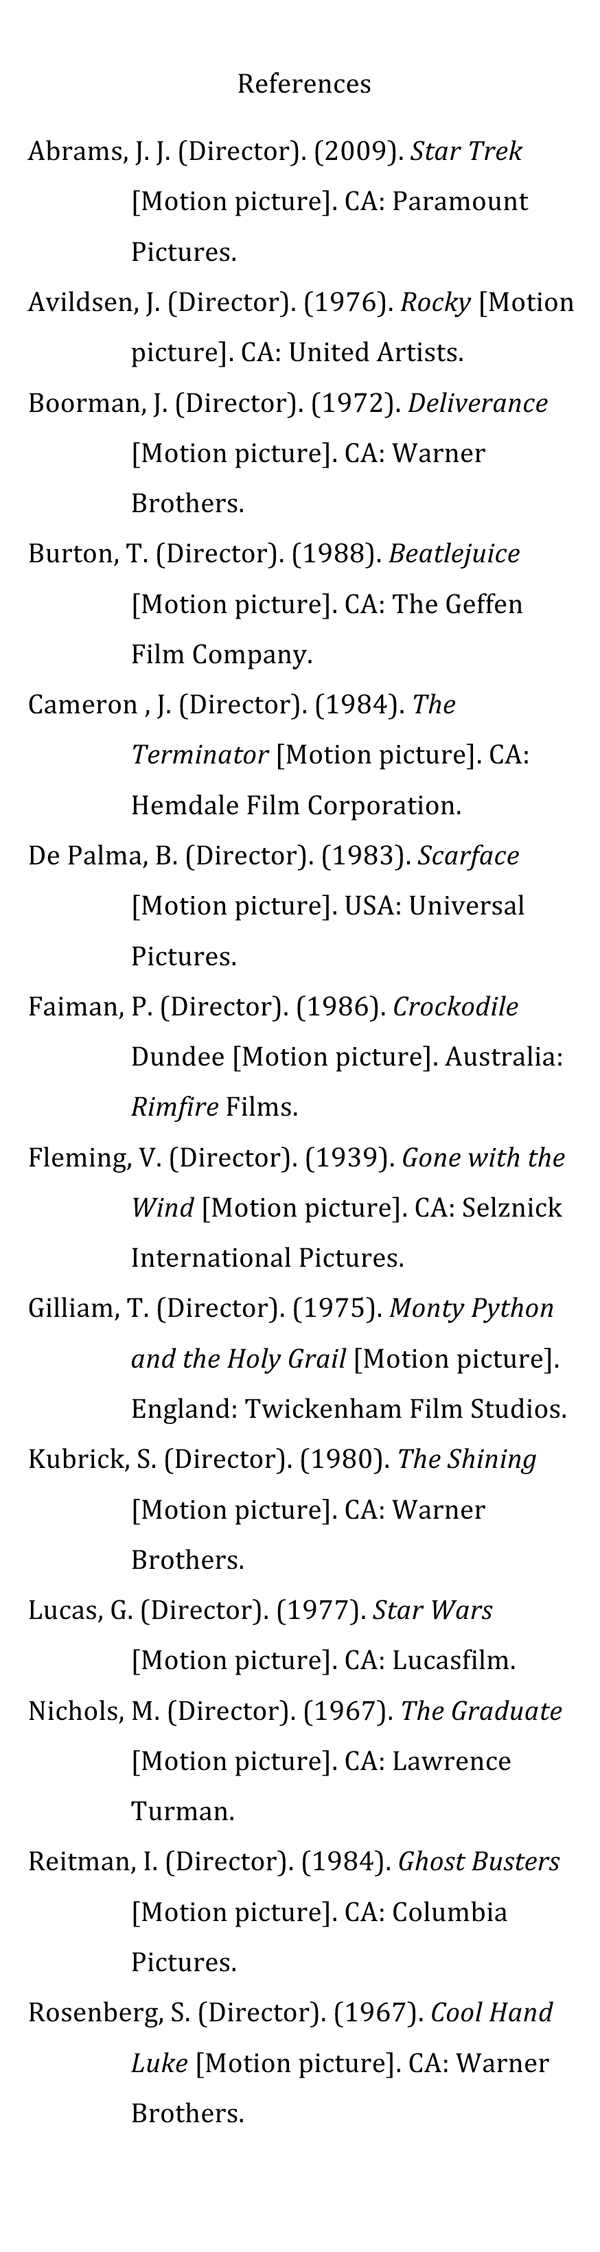 References
Abrams, J. J. (Director). (2009). Star Trek
[Motion picture]. CA: Paramount
Pictures.
Avildsen, J. (Director). (1976). Rocky [Motion
picture]. CA: United Artists.
Boorman, J. (Director). (1972). Deliverance
[Motion picture]. CA: Warner
Brothers.
Burton, T. (Director). (1988). Beatlejuice
[Motion picture]. CA: The Geffen
Film Company.
Cameron , J. (Director). (1984). The
Terminator [Motion picture]. CA:
Hemdale Film Corporation.
De Palma, B. (Director). (1983). Scarface
[Motion picture]. USA: Universal
Pictures.
Faiman, P. (Director). (1986). Crockodile
Dundee [Motion picture]. Australia:
Rimfire Films.
Fleming, V. (Director). (1939). Gone with the
Wind [Motion picture]. CA: Selznick
International Pictures.
Gilliam, T. (Director). (1975). Monty Python
and the Holy Grail [Motion picture].
England: Twickenham Film Studios.
Kubrick, S. (Director). (1980). The Shining
[Motion picture]. CA: Warner
Brothers.
Lucas, G. (Director). (1977). Star Wars
[Motion picture]. CA: Lucasfilm.
Nichols, M. (Director). (1967). The Graduate
[Motion picture]. CA: Lawrence
Turman.
Reitman, I. (Director). (1984). Ghost Busters
[Motion picture]. CA: Columbia
Pictures.
Rosenberg, S. (Director). (1967). Cool Hand
Luke [Motion picture]. CA: Warner
Brothers.